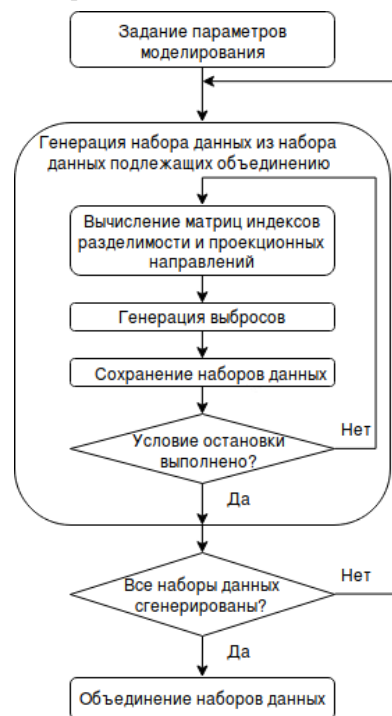 Задание параметров
моделирования
Генерация набора данных из набора
данных подлежащих объединению
Вычисление матриц индексов
разделимости и проекционных
направлений
Генерация выбросов
Сохранение наборов данных
Условие остановки
выполнено?
Нет
Да
Все наборы данных
сгенерированы?
Нет
Да
Объединение наборов данных